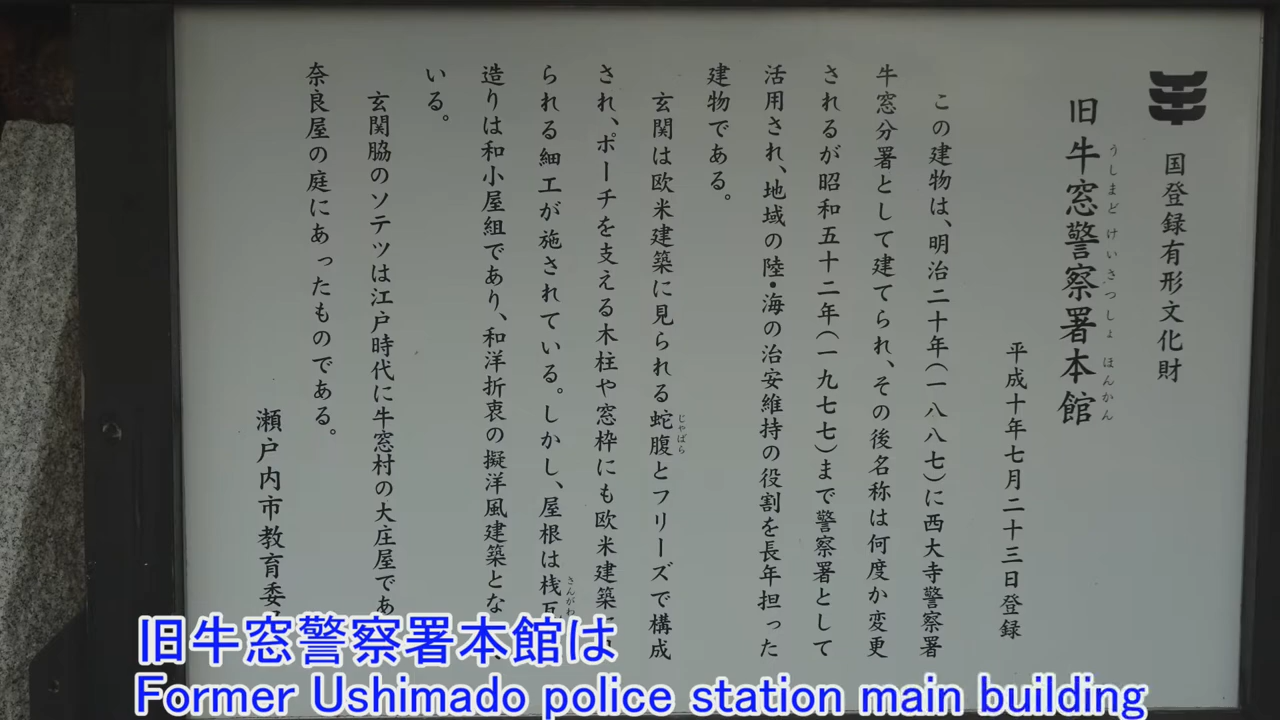 国登録有形文化財
旧牛窓警察署本館
うしまどけいさつしょ ほんかん
平成十年七月二十三日登録
この建物は、明治二十年(一八八七)に西大寺警察署
牛窓分署として建てられ、その後名称は何度か変更
されるが昭和五十二年(一九七七)まで警察署として
活用され、地域の陸・海の治安維持の役割を長年担った
建物である。
玄関は欧米建築に見られる蛇腹とフリーズで構成
じゃばら
され、ポーチを支える木柱や窓枠にも欧米建築に
られる細工が施されている。しかし、屋根は桟瓦
さんがわ
造りは和小屋組であり、和洋折衷の擬洋風建築とな
いる。
玄関脇のソテツは江戸時代に牛窓村の大庄屋であ
奈良屋の庭にあったものである。
瀬戸内市教育委
旧牛窓警察署本館は
Former Ushimado police station main building